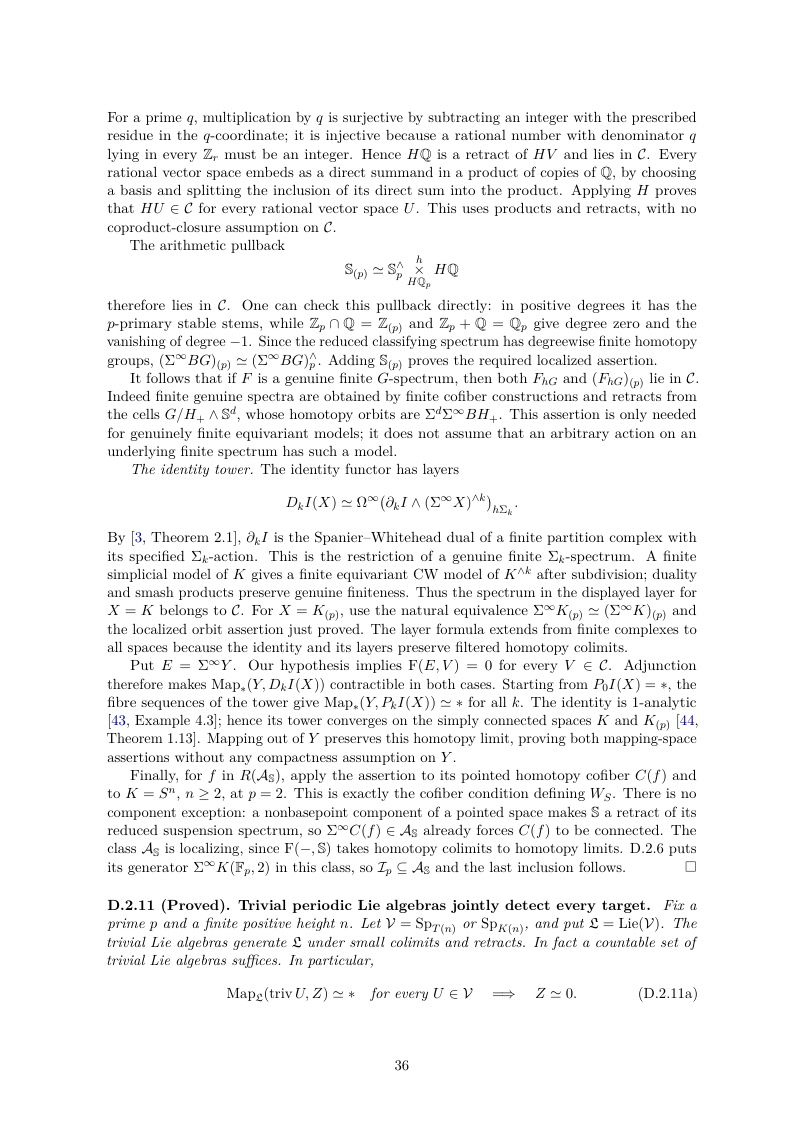 For a prime q, multiplication by q is surjective by subtracting an integer with the prescribed
residue in the q-coordinate; it is injective because a rational number with denominator q
lying in every ℤ_r must be an integer. Hence Hℚ is a retract of HV and lies in 𝒞. Every
rational vector space embeds as a direct summand in a product of copies of ℚ, by choosing
a basis and splitting the inclusion of its direct sum into the product. Applying H proves
that HU ∈ 𝒞 for every rational vector space U. This uses products and retracts, with no
coproduct-closure assumption on 𝒞.
The arithmetic pullback
𝕊_(p) ≃ 𝕊_p^∧ ×^h_{Hℚ_p} Hℚ
therefore lies in 𝒞. One can check this pullback directly: in positive degrees it has the
p-primary stable stems, while ℤ_p ∩ ℚ = ℤ_(p) and ℤ_p + ℚ = ℚ_p give degree zero and the
vanishing of degree −1. Since the reduced classifying spectrum has degreewise finite homotopy
groups, (Σ^∞BG)_(p) ≃ (Σ^∞BG)_p^∧. Adding 𝕊_(p) proves the required localized assertion.
It follows that if F is a genuine finite G-spectrum, then both F_hG and (F_hG)_(p) lie in 𝒞.
Indeed finite genuine spectra are obtained by finite cofiber constructions and retracts from
the cells G/H_+ ∧ 𝕊^d, whose homotopy orbits are Σ^dΣ^∞BH_+. This assertion is only needed
for genuinely finite equivariant models; it does not assume that an arbitrary action on an
underlying finite spectrum has such a model.
The identity tower. The identity functor has layers
D_kI(X) ≃ Ω^∞(∂_kI ∧ (Σ^∞X)^∧k)_hΣ_k.
By [3, Theorem 2.1], ∂_kI is the Spanier–Whitehead dual of a finite partition complex with
its specified Σ_k-action. This is the restriction of a genuine finite Σ_k-spectrum. A finite
simplicial model of K gives a finite equivariant CW model of K^∧k after subdivision; duality
and smash products preserve genuine finiteness. Thus the spectrum in the displayed layer for
X = K belongs to 𝒞. For X = K_(p), use the natural equivalence Σ^∞K_(p) ≃ (Σ^∞K)_(p) and
the localized orbit assertion just proved. The layer formula extends from finite complexes to
all spaces because the identity and its layers preserve filtered homotopy colimits.
Put E = Σ^∞Y. Our hypothesis implies F(E, V) = 0 for every V ∈ 𝒞. Adjunction
therefore makes Map_*(Y, D_kI(X)) contractible in both cases. Starting from P_0I(X) = *, the
fibre sequences of the tower give Map_*(Y, P_kI(X)) ≃ * for all k. The identity is 1-analytic
[43, Example 4.3]; hence its tower converges on the simply connected spaces K and K_(p) [44,
Theorem 1.13]. Mapping out of Y preserves this homotopy limit, proving both mapping-space
assertions without any compactness assumption on Y.
Finally, for f in R(𝒜_𝕊), apply the assertion to its pointed homotopy cofiber C(f) and
to K = S^n, n ≥ 2, at p = 2. This is exactly the cofiber condition defining W_S. There is no
component exception: a nonbasepoint component of a pointed space makes 𝕊 a retract of its
reduced suspension spectrum, so Σ^∞C(f) ∈ 𝒜_𝕊 already forces C(f) to be connected. The
class 𝒜_𝕊 is localizing, since F(−, 𝕊) takes homotopy colimits to homotopy limits. D.2.6 puts
its generator Σ^∞K(𝔽_p, 2) in this class, so ℐ_p ⊆ 𝒜_𝕊 and the last inclusion follows. □
D.2.11 (Proved). Trivial periodic Lie algebras jointly detect every target. Fix a
prime p and a finite positive height n. Let 𝒱 = Sp_T(n) or Sp_K(n), and put 𝔏 = Lie(𝒱). The
trivial Lie algebras generate 𝔏 under small colimits and retracts. In fact a countable set of
trivial Lie algebras suffices. In particular,
Map_𝔏(triv U, Z) ≃ * for every U ∈ 𝒱 ⟹ Z ≃ 0. (D.2.11a)
36